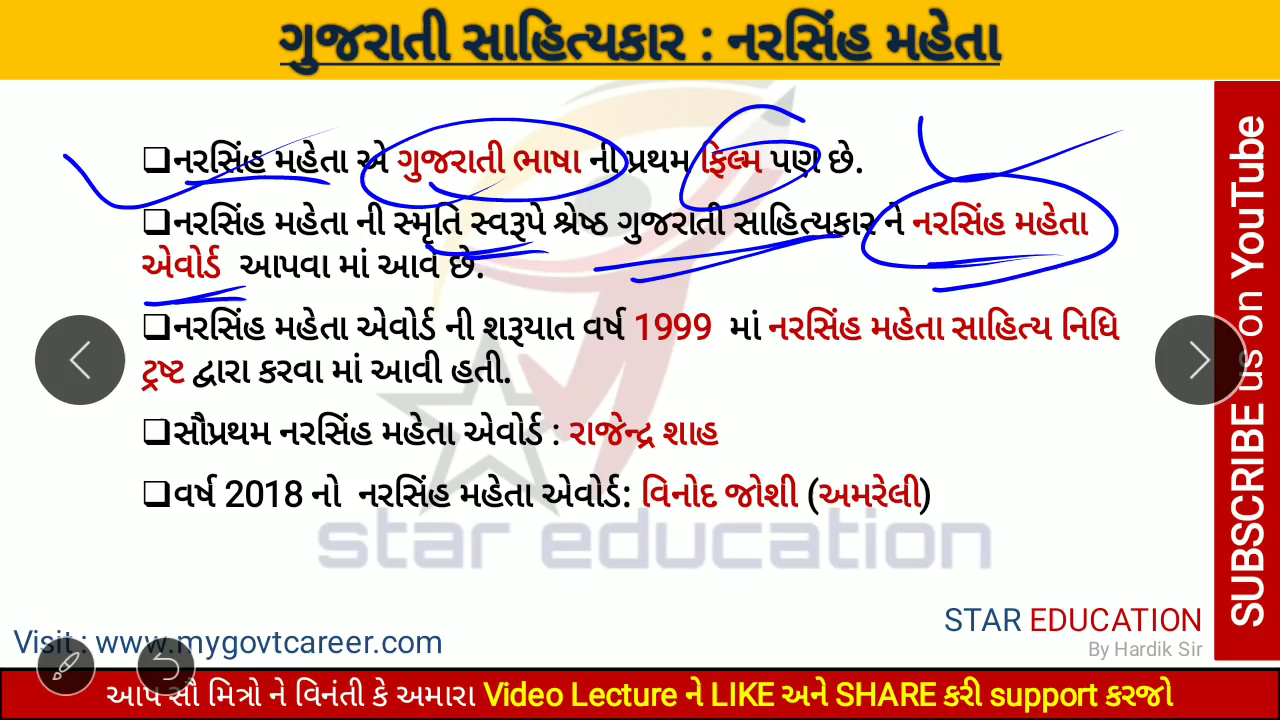 ગુજરાતી સાહિત્યકાર : નરસિંહ મહેતા
❑નરસિંહ મહેતા એ ગુજરાતી ભાષા ની પ્રથમ ફિલ્મ પણ છે.
❑નરસિંહ મહેતા ની સ્મૃતિ સ્વરૂપે શ્રેષ્ઠ ગુજરાતી સાહિત્યકાર ને નરસિંહ મહેતા
એવોર્ડ આપવા માં આવે છે.
❑નરસિંહ મહેતા એવોર્ડ ની શરૂયાત વર્ષ 1999 માં નરસિંહ મહેતા સાહિત્ય નિધિ
ટ્રષ્ટ દ્વારા કરવા માં આવી હતી.
❑સૌપ્રથમ નરસિંહ મહેતા એવોર્ડ : રાજેન્દ્ર શાહ
❑વર્ષ 2018 નો નરસિંહ મહેતા એવોર્ડ: વિનોદ જોશી (અમરેલી)
star education
STAR EDUCATION
By Hardik Sir
Visit : www.mygovtcareer.com
આપ સૌ મિત્રો ને વિનંતી કે અમારા Video Lecture ને LIKE અને SHARE કરી support કરજો
SUBSCRIBE us on YouTube